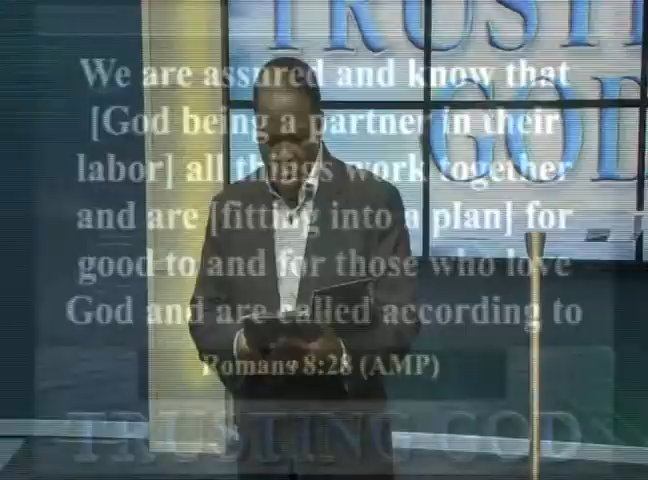 TRUSTI
GOD
We are assured and know that
[God being a partner in their
labor] all things work together
and are [fitting into a plan] for
good to and for those who love
God and are called according to
Romans 8:28 (AMP)
TRUSTING GOD